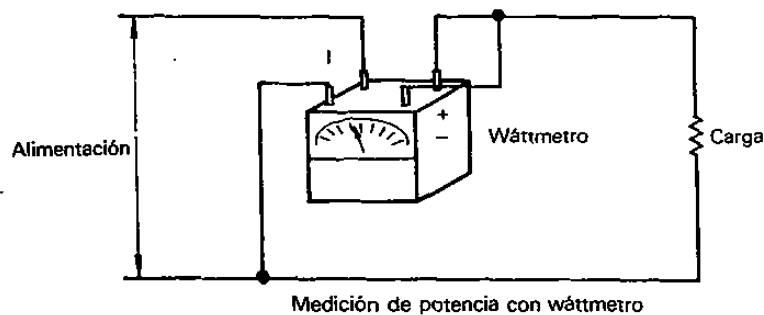 I
+
Alimentación
Wáttmetro
Carga
−
Medición de potencia con wáttmetro